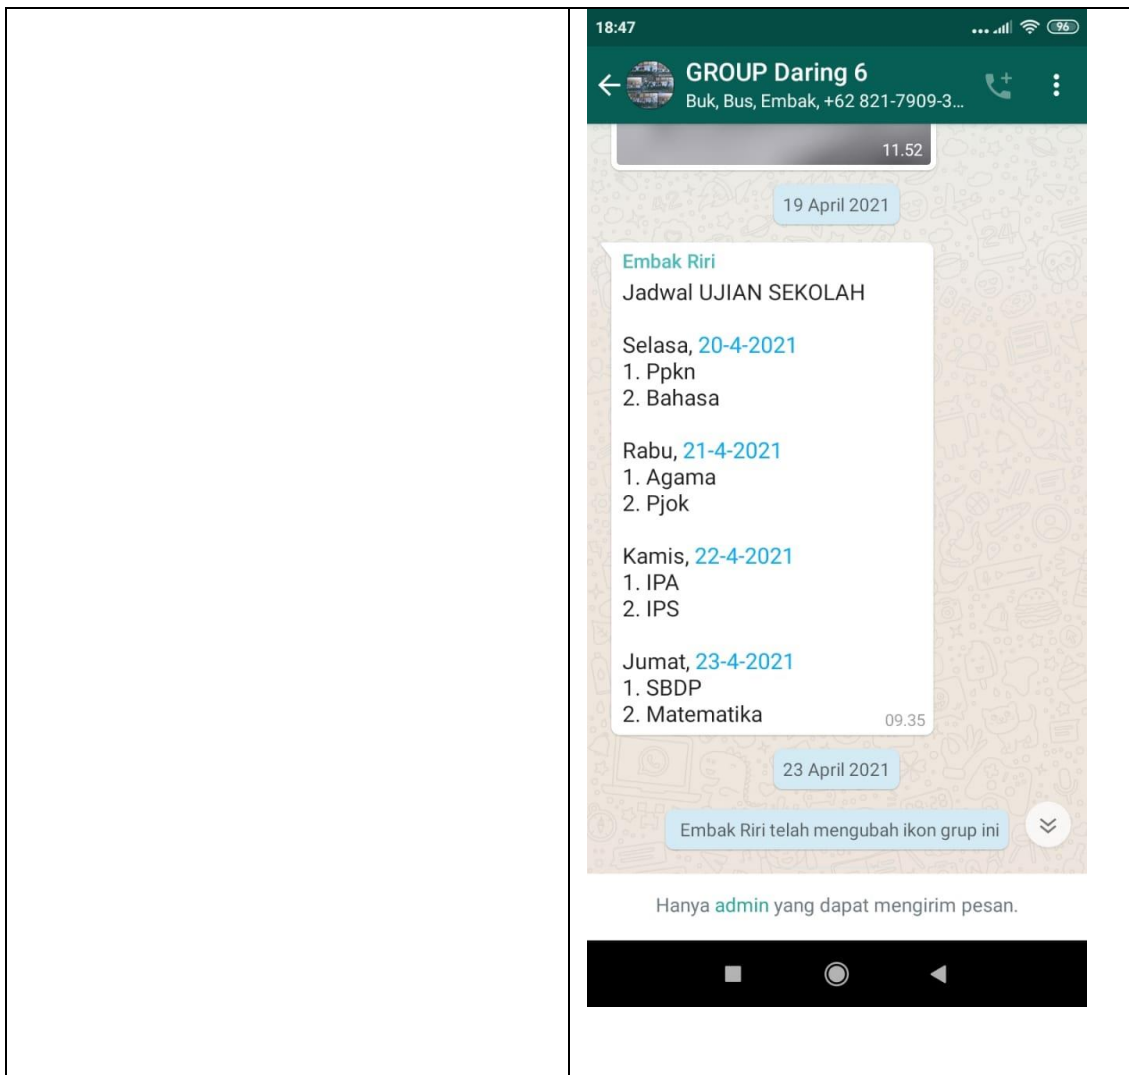 18:47
96
GROUP Daring 6
Buk, Bus, Embak, +62 821-7909-3...
11.52
19 April 2021
Embak Riri
Jadwal UJIAN SEKOLAH
Selasa, 20-4-2021
1. Ppkn
2. Bahasa
Rabu, 21-4-2021
1. Agama
2. Pjok
Kamis, 22-4-2021
1. IPA
2. IPS
Jumat, 23-4-2021
1. SBDP
2. Matematika
09.35
23 April 2021
Embak Riri telah mengubah ikon grup ini
Hanya admin yang dapat mengirim pesan.